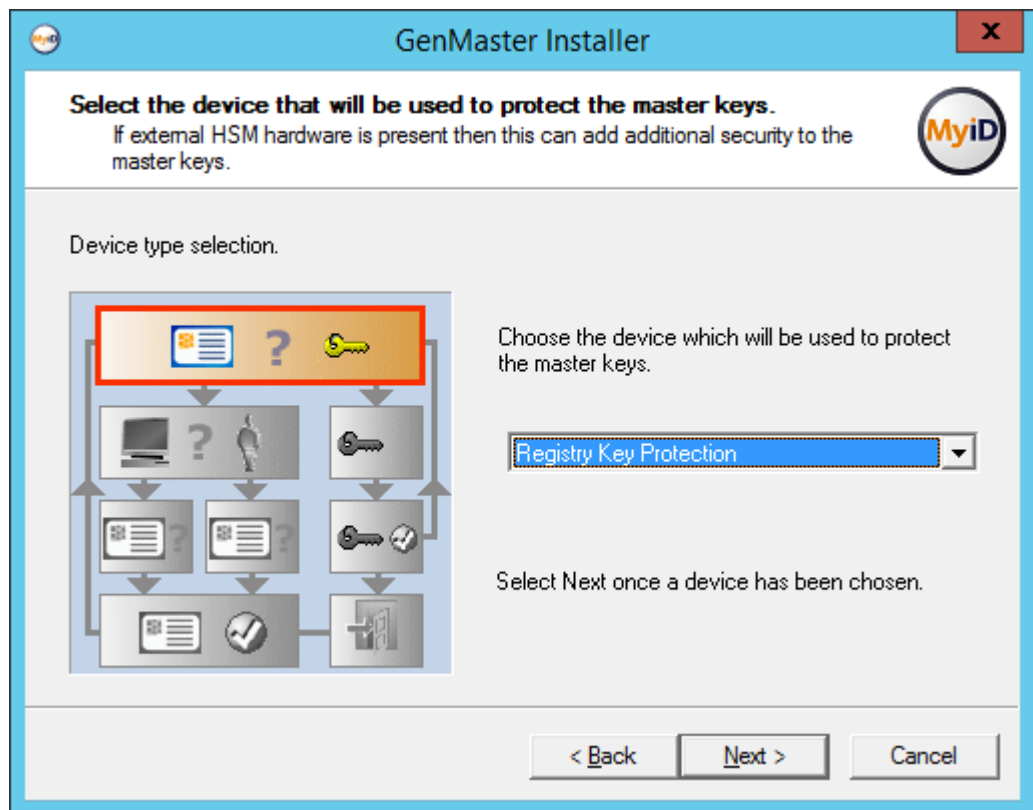 MyiD
GenMaster Installer
x
Select the device that will be used to protect the master keys.
If external HSM hardware is present then this can add additional security to the
master keys.
MyiD
Device type selection.
? 
Choose the device which will be used to protect
the master keys.
?
Registry Key Protection
? ?
Select Next once a device has been chosen.
< Back
Next >
Cancel